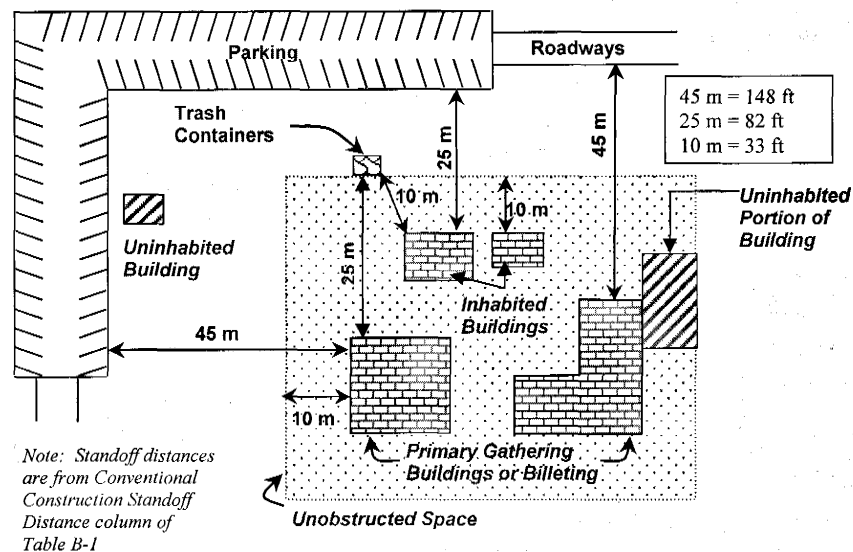 Parking
Roadways
45 m = 148 ft
25 m = 82 ft
10 m = 33 ft
Trash
Containers
25 m
45 m
10 m
10 m
Uninhabited
Portion of
Building
Uninhabited
Building
25 m
Inhabited
Buildings
45 m
10 m
Primary Gathering
Buildings or Billeting
Note: Standoff distances
are from Conventional
Construction Standoff
Distance column of
Table B-1
Unobstructed Space